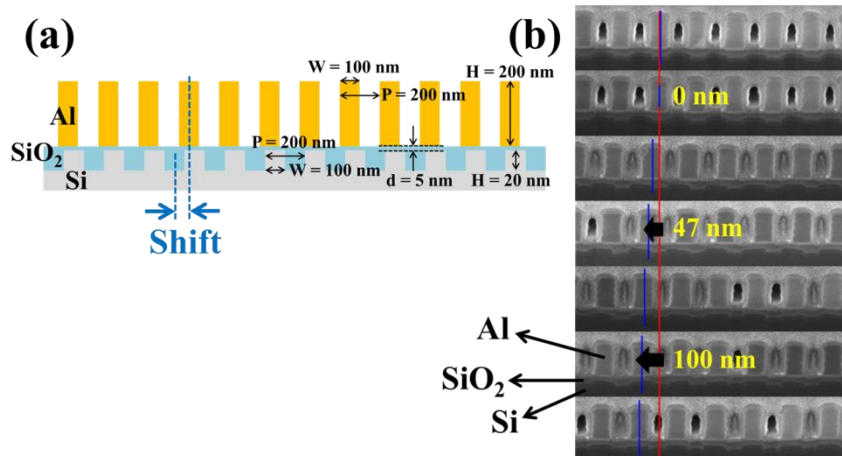 (a)
W = 100 nm
H = 200 nm
P = 200 nm
Al
P = 200 nm
SiO₂
W = 100 nm
Si
d = 5 nm
H = 20 nm
Shift
(b)
0 nm
47 nm
Al
100 nm
SiO₂
Si